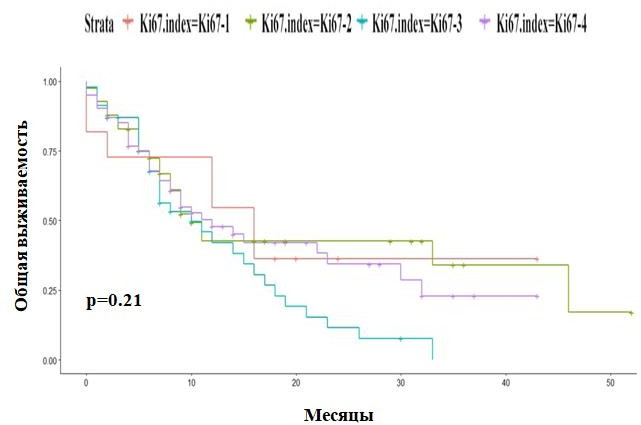 Strata Ki67.index=Ki67-1 Ki67.index=Ki67-2 Ki67.index=Ki67-3 Ki67.index=Ki67-4
Общая выживаемость
1.00
0.75
0.50
0.25
0.00
p=0.21
0 10 20 30 40 50
Месяцы